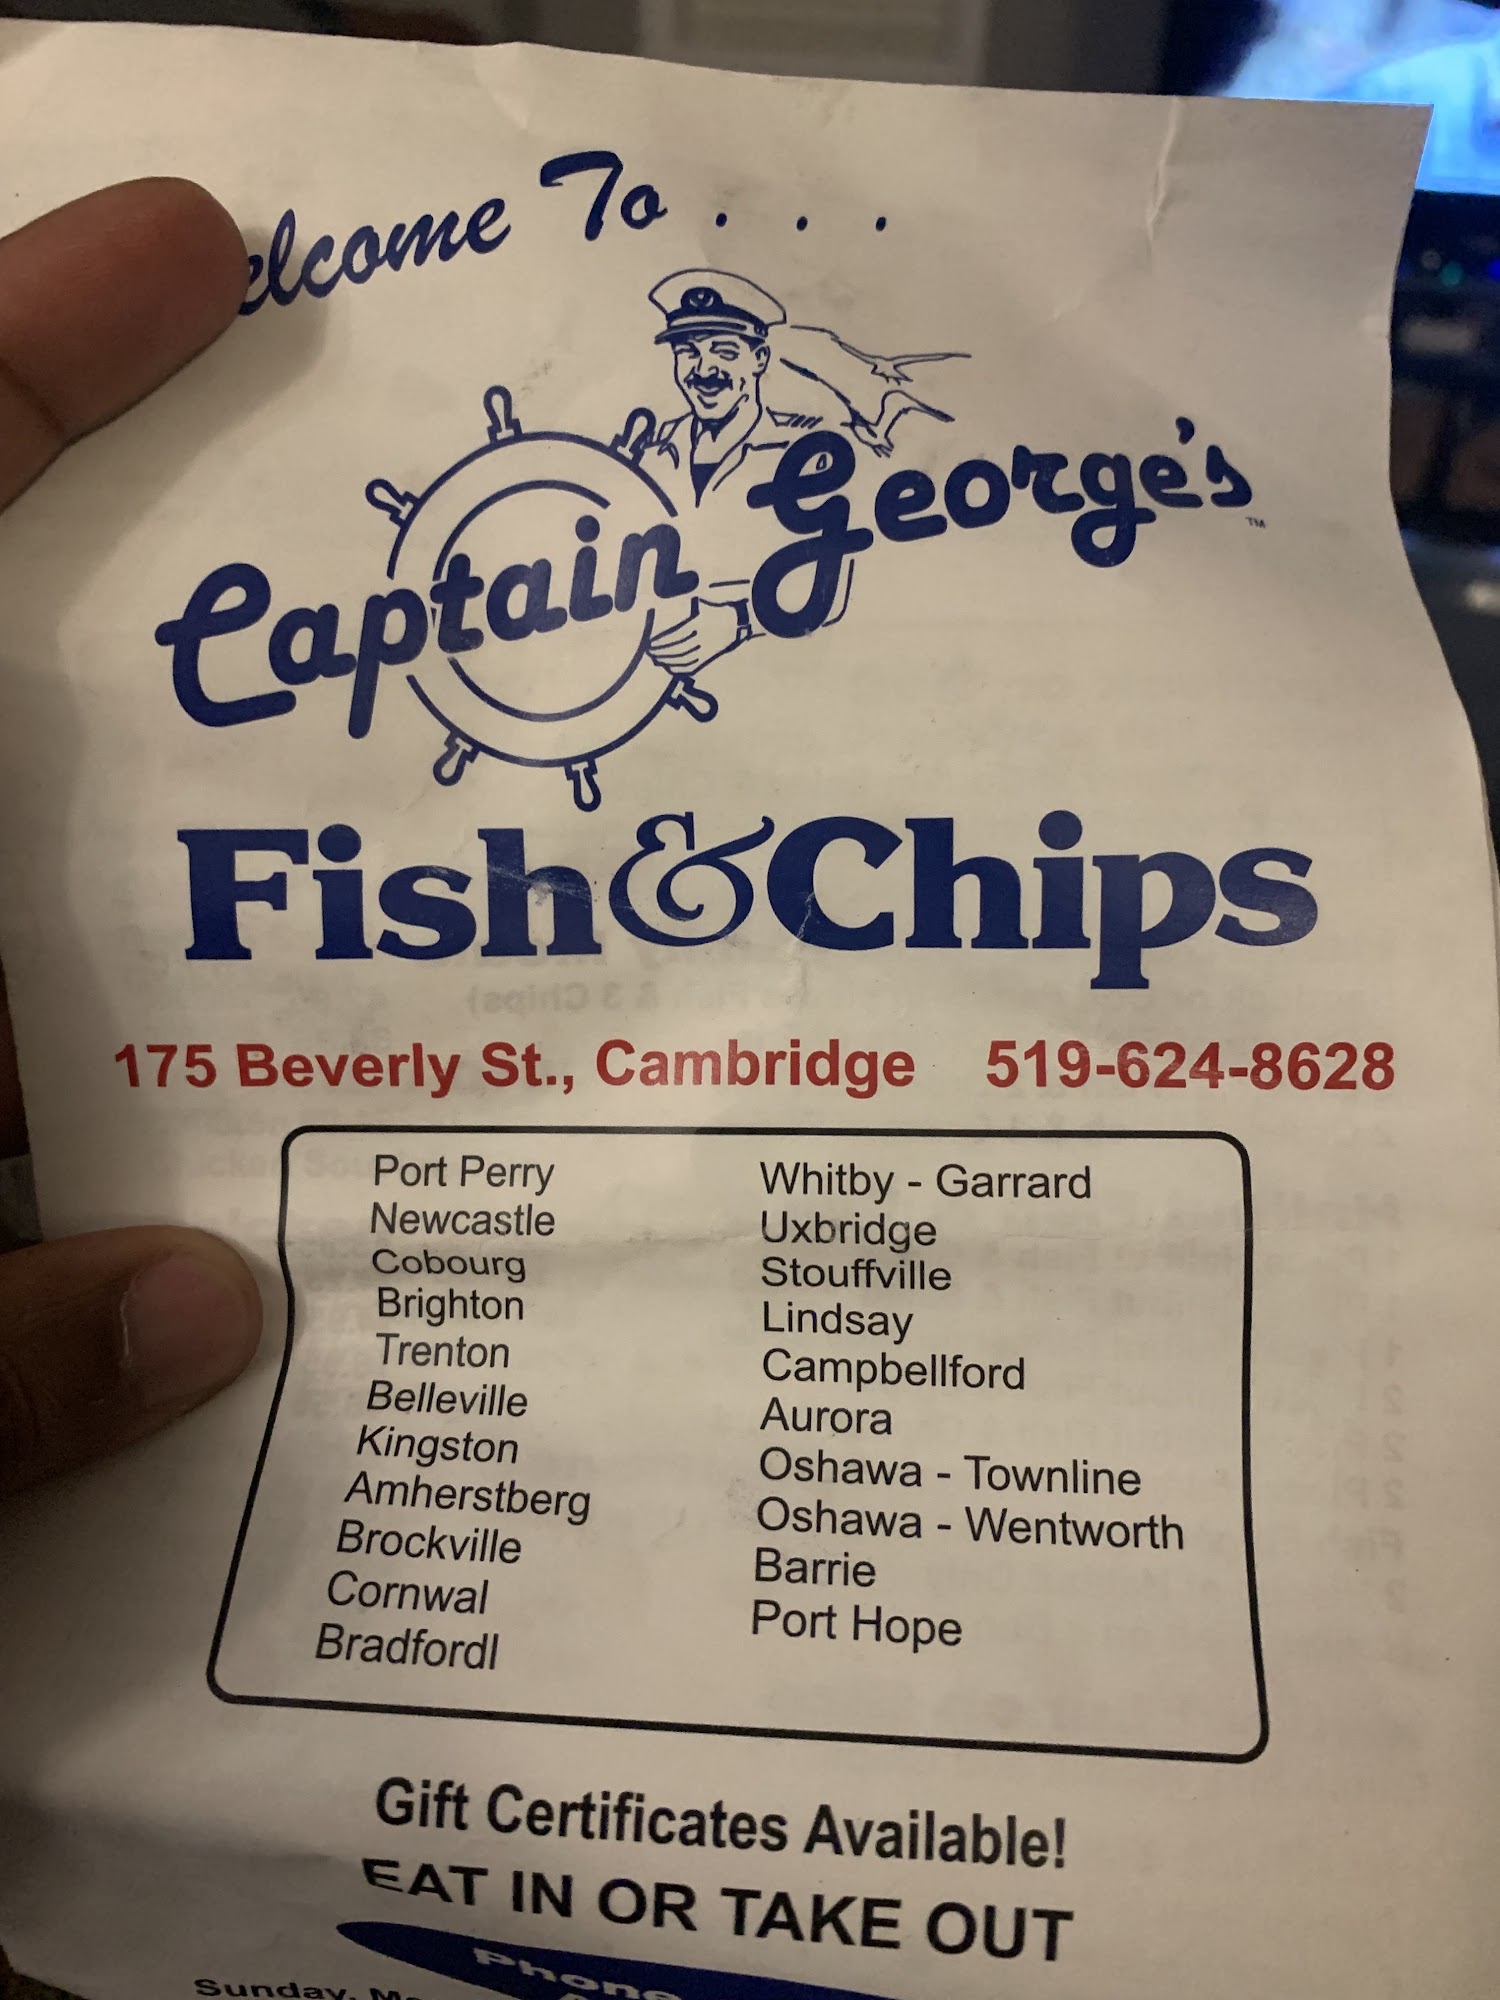 elcome To . . .
Captain George's TM
Fish & Chips
175 Beverly St., Cambridge 519-624-8628
Port Perry
Newcastle
Cobourg
Brighton
Trenton
Belleville
Kingston
Amherstberg
Brockville
Cornwal
Bradfordl
Whitby - Garrard
Uxbridge
Stouffville
Lindsay
Campbellford
Aurora
Oshawa - Townline
Oshawa - Wentworth
Barrie
Port Hope
Gift Certificates Available!
EAT IN OR TAKE OUT
Phone
Sunday,